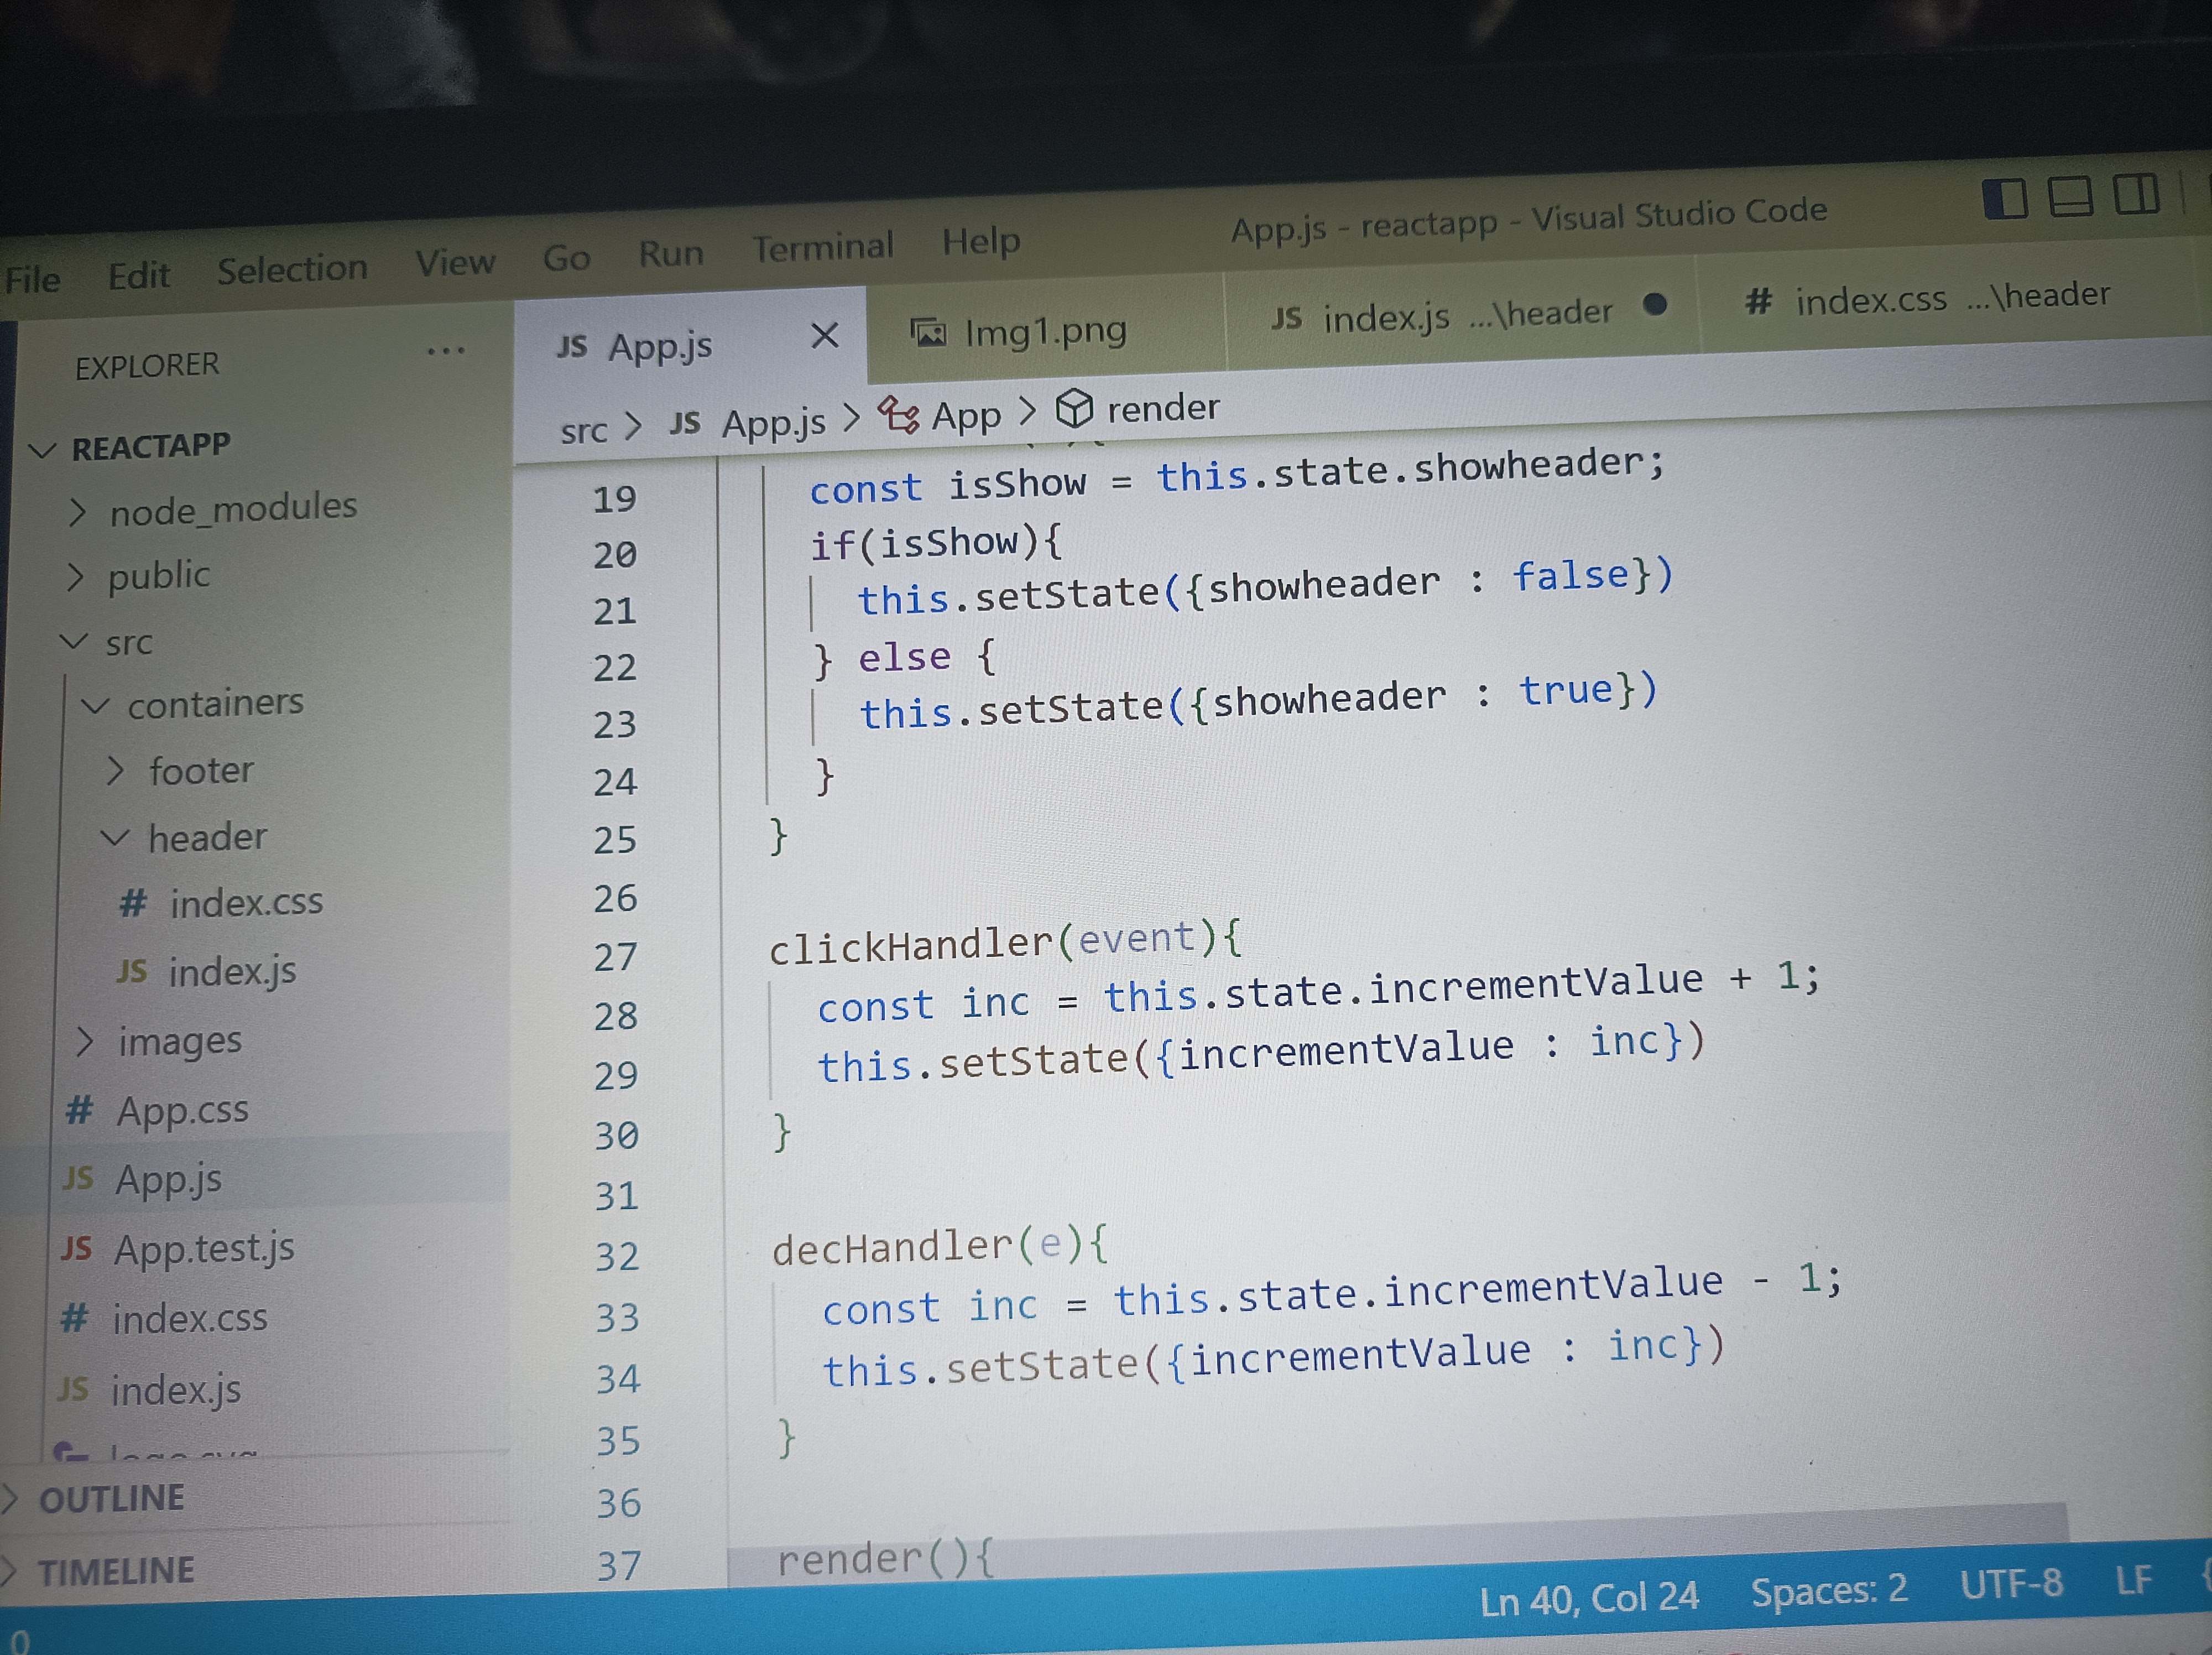 File Edit Selection View Go Run Terminal Help App.js - reactapp - Visual Studio Code
EXPLORER ...
REACTAPP
node_modules
public
src
containers
footer
header
# index.css
JS index.js
images
# App.css
JS App.js
JS App.test.js
# index.css
JS index.js
OUTLINE
TIMELINE
JS App.js Img1.png JS index.js ...\header # index.css ...\header
src > JS App.js > App > render
19 const isShow = this.state.showheader;
20 if(isShow){
21 this.setState({showheader : false})
22 } else {
23 this.setState({showheader : true})
24 }
25 }
26
27 clickHandler(event){
28 const inc = this.state.incrementValue + 1;
29 this.setState({incrementValue : inc})
30 }
31
32 decHandler(e){
33 const inc = this.state.incrementValue - 1;
34 this.setState({incrementValue : inc})
35 }
36
37 render(){
0 Ln 40, Col 24 Spaces: 2 UTF-8 LF